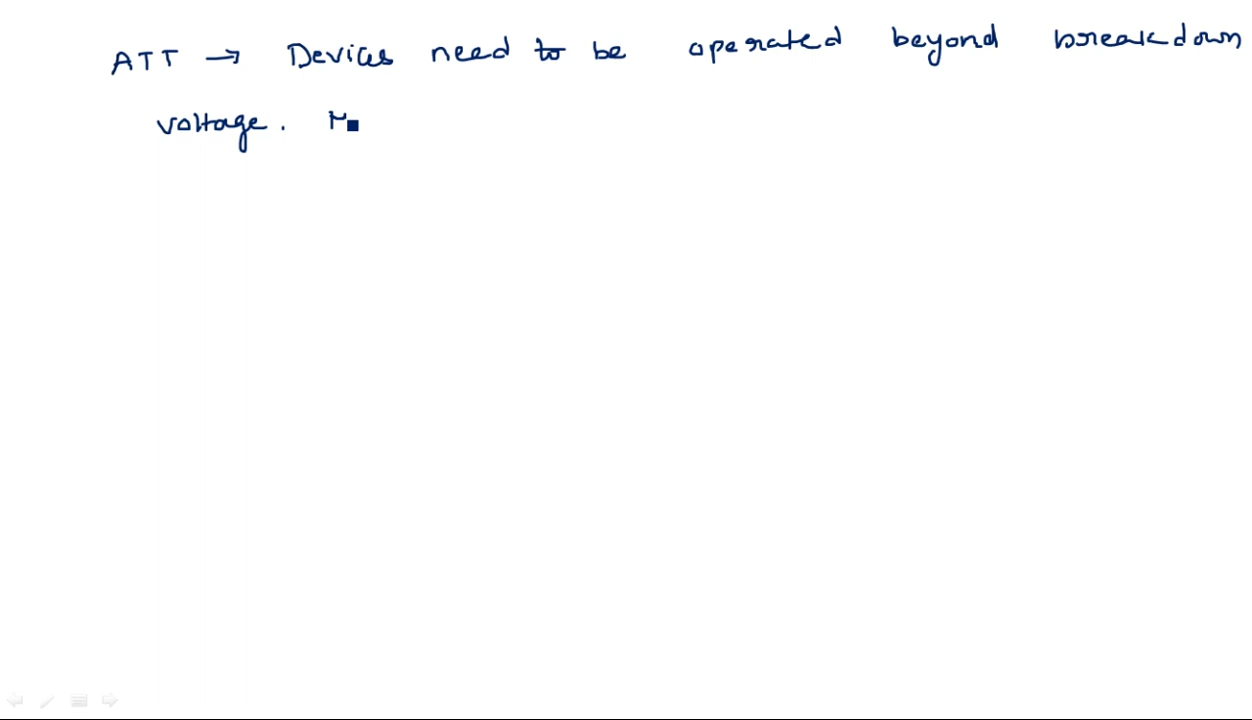 ATT → Devices need to be operated beyond breakdown
voltage.